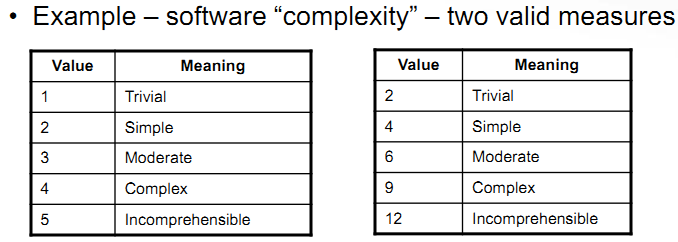 • Example – software “complexity” – two valid measures
Value Meaning
1 Trivial
2 Simple
3 Moderate
4 Complex
5 Incomprehensible
Value Meaning
2 Trivial
4 Simple
6 Moderate
9 Complex
12 Incomprehensible